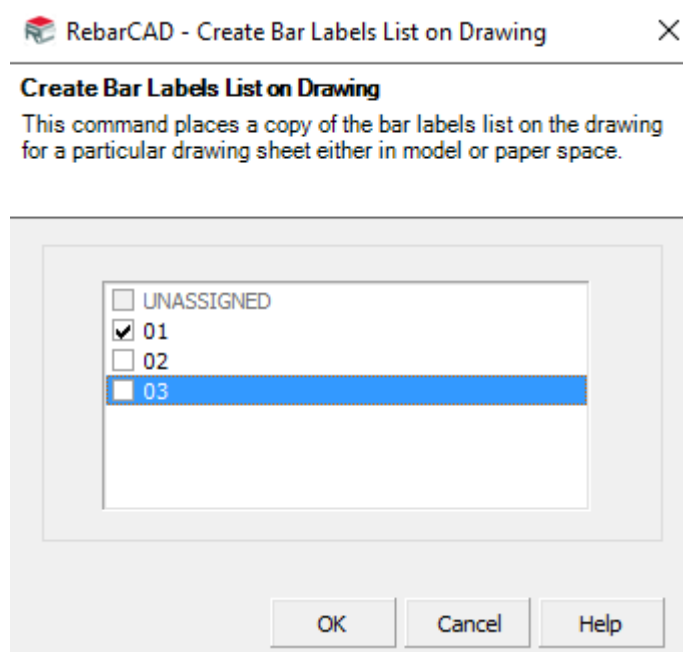 RebarCAD - Create Bar Labels List on Drawing
Create Bar Labels List on Drawing
This command places a copy of the bar labels list on the drawing
for a particular drawing sheet either in model or paper space.
UNASSIGNED
01
02
03
OK Cancel Help